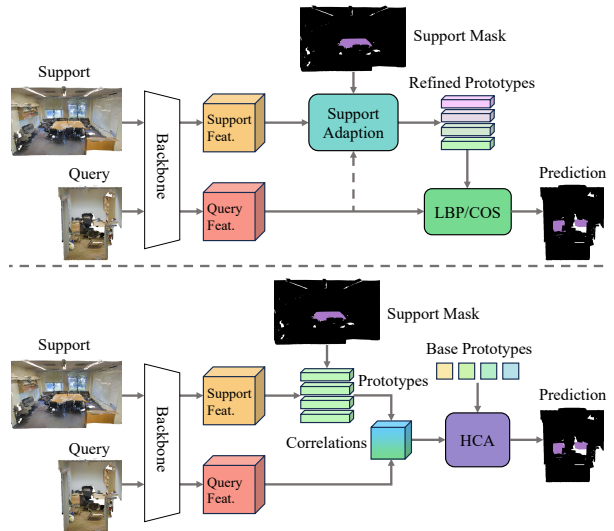 Support Mask
Support
Refined Prototypes
Backbone
Support
Feat.
Support
Adaption
Query
Query
Feat.
LBP/COS
Prediction
Support Mask
Support
Base Prototypes
Backbone
Support
Feat.
Prototypes
Prediction
Correlations
HCA
Query
Query
Feat.